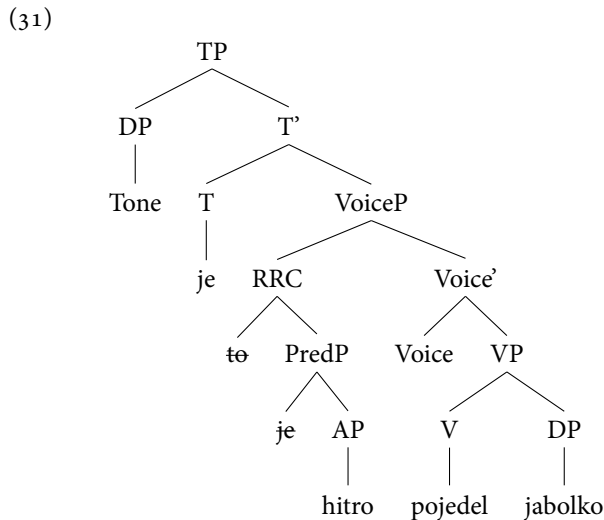 (31)
TP
DP T’
Tone T VoiceP
je RRC Voice’
to PredP Voice VP
je AP V DP
hitro pojedel jabolko